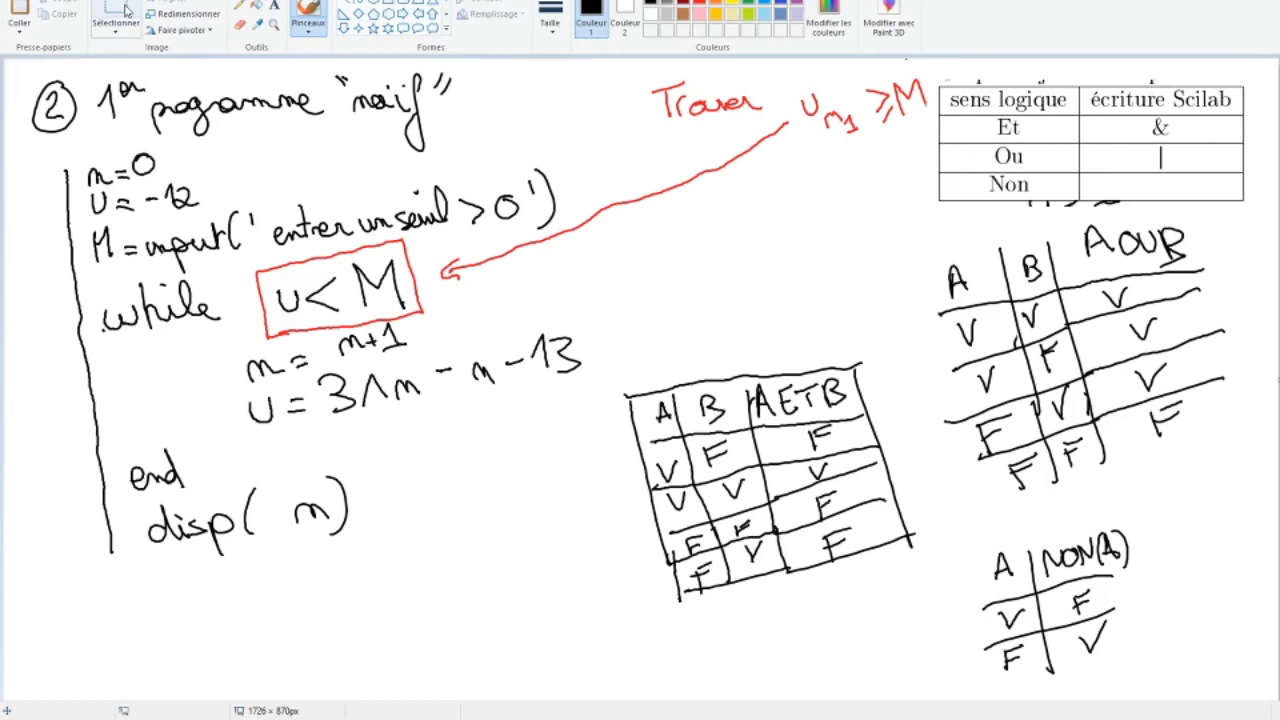 Coller
Sélectionner
Copier
Redimensionner
Faire pivoter
Pinceaux
Remplissage
Taille
Couleur 1
Couleur 2
Modifier les couleurs
Modifier avec Paint 3D
Presse-papiers
Image
Outils
Formes
Couleurs
② 1er programme "naïf"
n=0
U = -12
M = input(' entrer un seuil > 0')
while u < M
n = n+1
U = 3^n - n - 13
end
disp( n)
Trouver u_n1 ≥ M
sens logique écriture Scilab
Et &
Ou |
Non
A B A OU B
V V V
V F V
F V V
F F F
A B A ET B
V F F
V V V
F F F
F V F
A NON(A)
V F
F V
1726 × 870px